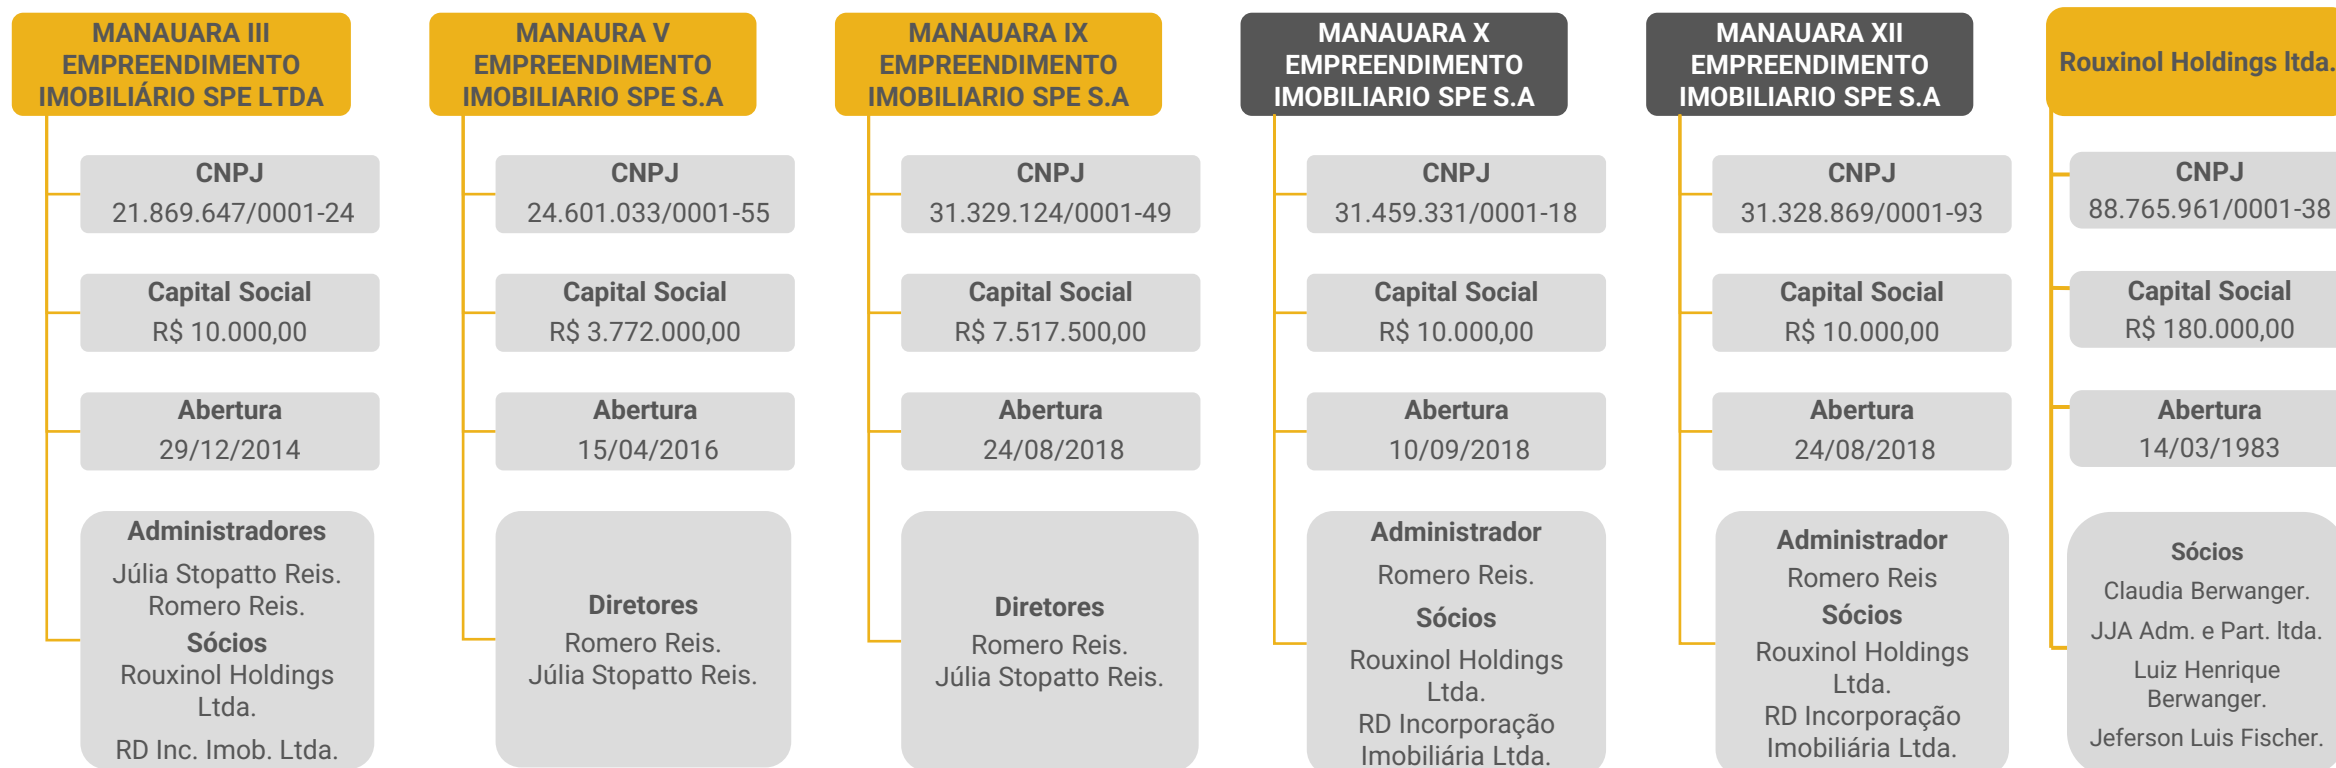 MANAUARA III
EMPREENDIMENTO
IMOBILIÁRIO SPE LTDA
CNPJ
21.869.647/0001-24
Capital Social
R$ 10.000,00
Abertura
29/12/2014
Administradores
Júlia Stopatto Reis.
Romero Reis.
Sócios
Rouxinol Holdings
Ltda.
RD Inc. Imob. Ltda.
MANAURA V
EMPREENDIMENTO
IMOBILIARIO SPE S.A
CNPJ
24.601.033/0001-55
Capital Social
R$ 3.772.000,00
Abertura
15/04/2016
Diretores
Romero Reis.
Júlia Stopatto Reis.
MANAUARA IX
EMPREENDIMENTO
IMOBILIARIO SPE S.A
CNPJ
31.329.124/0001-49
Capital Social
R$ 7.517.500,00
Abertura
24/08/2018
Diretores
Romero Reis.
Júlia Stopatto Reis.
MANAUARA X
EMPREENDIMENTO
IMOBILIARIO SPE S.A
CNPJ
31.459.331/0001-18
Capital Social
R$ 10.000,00
Abertura
10/09/2018
Administrador
Romero Reis.
Sócios
Rouxinol Holdings
Ltda.
RD Incorporação
Imobiliária Ltda.
MANAUARA XII
EMPREENDIMENTO
IMOBILIARIO SPE S.A
CNPJ
31.328.869/0001-93
Capital Social
R$ 10.000,00
Abertura
24/08/2018
Administrador
Romero Reis
Sócios
Rouxinol Holdings
Ltda.
RD Incorporação
Imobiliária Ltda.
Rouxinol Holdings ltda.
CNPJ
88.765.961/0001-38
Capital Social
R$ 180.000,00
Abertura
14/03/1983
Sócios
Claudia Berwanger.
JJA Adm. e Part. ltda.
Luiz Henrique
Berwanger.
Jeferson Luis Fischer.